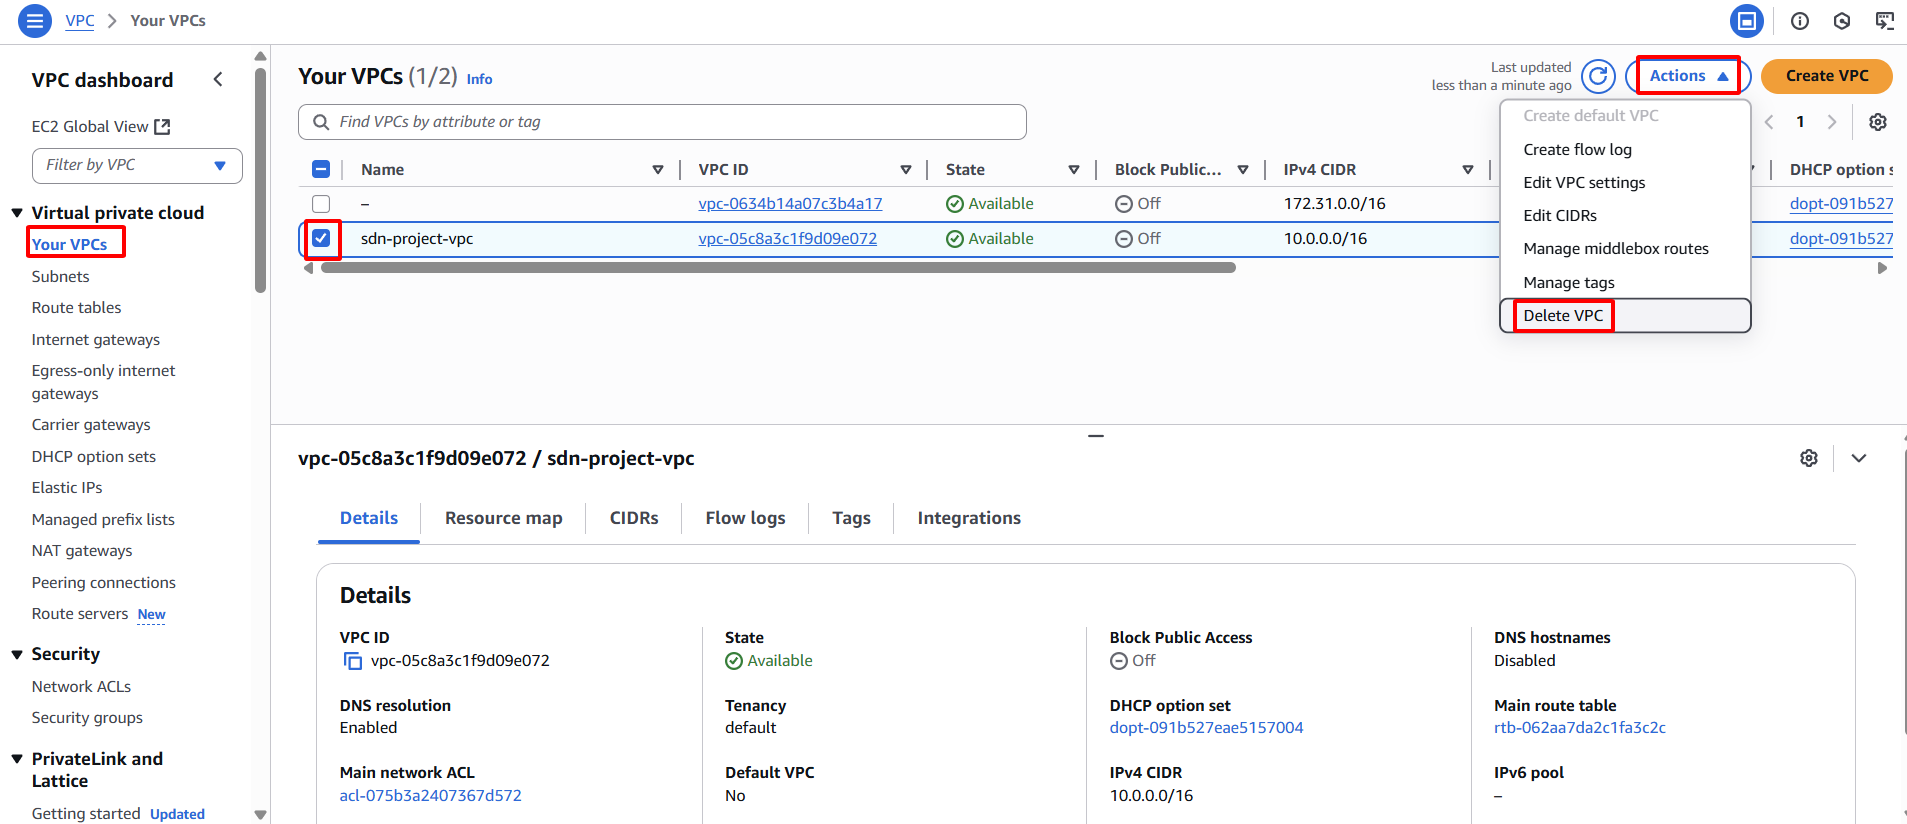 VPC > Your VPCs
VPC dashboard
EC2 Global View
Filter by VPC
Virtual private cloud
Your VPCs
Subnets
Route tables
Internet gateways
Egress-only internet
gateways
Carrier gateways
DHCP option sets
Elastic IPs
Managed prefix lists
NAT gateways
Peering connections
Route servers New
Security
Network ACLs
Security groups
PrivateLink and
Lattice
Getting started Updated
Your VPCs (1/2) Info
Last updated
less than a minute ago
Actions
Create VPC
Find VPCs by attribute or tag
1
Create default VPC
Create flow log
Edit VPC settings
Edit CIDRs
Manage middlebox routes
Manage tags
Delete VPC
Name VPC ID State Block Public... IPv4 CIDR DHCP option s
– vpc-0634b14a07c3b4a17 Available Off 172.31.0.0/16 dopt-091b527
sdn-project-vpc vpc-05c8a3c1f9d09e072 Available Off 10.0.0.0/16 dopt-091b527
vpc-05c8a3c1f9d09e072 / sdn-project-vpc
Details Resource map CIDRs Flow logs Tags Integrations
Details
VPC ID
vpc-05c8a3c1f9d09e072
State
Available
Block Public Access
Off
DNS hostnames
Disabled
DNS resolution
Enabled
Tenancy
default
DHCP option set
dopt-091b527eae5157004
Main route table
rtb-062aa7da2c1fa3c2c
Main network ACL
acl-075b3a2407367d572
Default VPC
No
IPv4 CIDR
10.0.0.0/16
IPv6 pool
–